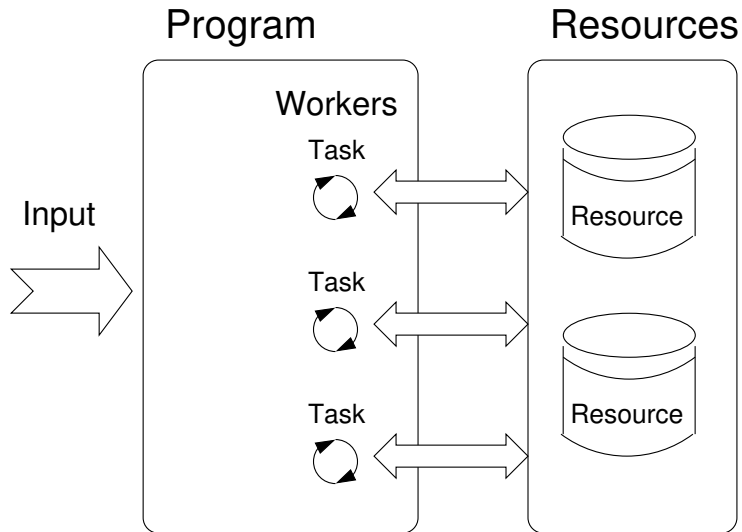 Program
Resources
Workers
Task
Input
Resource
Task
Task
Resource